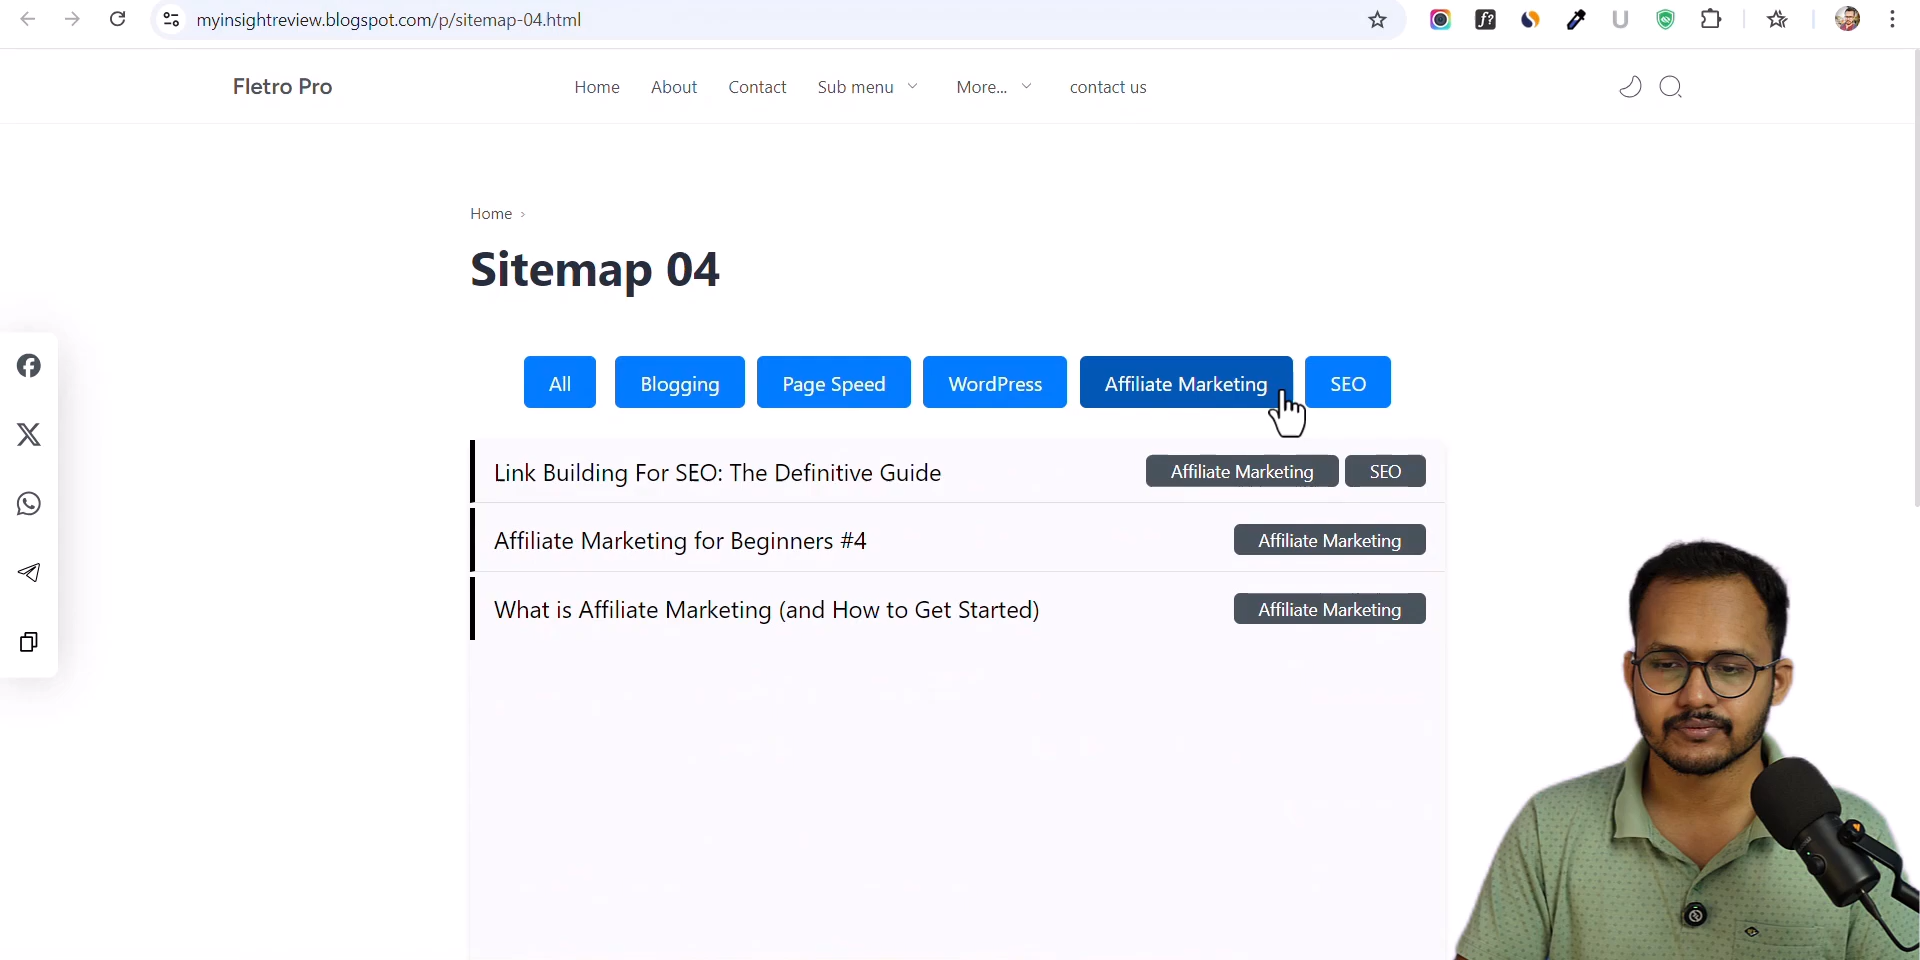 myinsightreview.blogspot.com/p/sitemap-04.html
Fletro Pro
Home
About
Contact
Sub menu
More...
contact us
Home ›
Sitemap 04
All
Blogging
Page Speed
WordPress
Affiliate Marketing
SEO
Link Building For SEO: The Definitive Guide
Affiliate Marketing
SEO
Affiliate Marketing for Beginners #4
Affiliate Marketing
What is Affiliate Marketing (and How to Get Started)
Affiliate Marketing